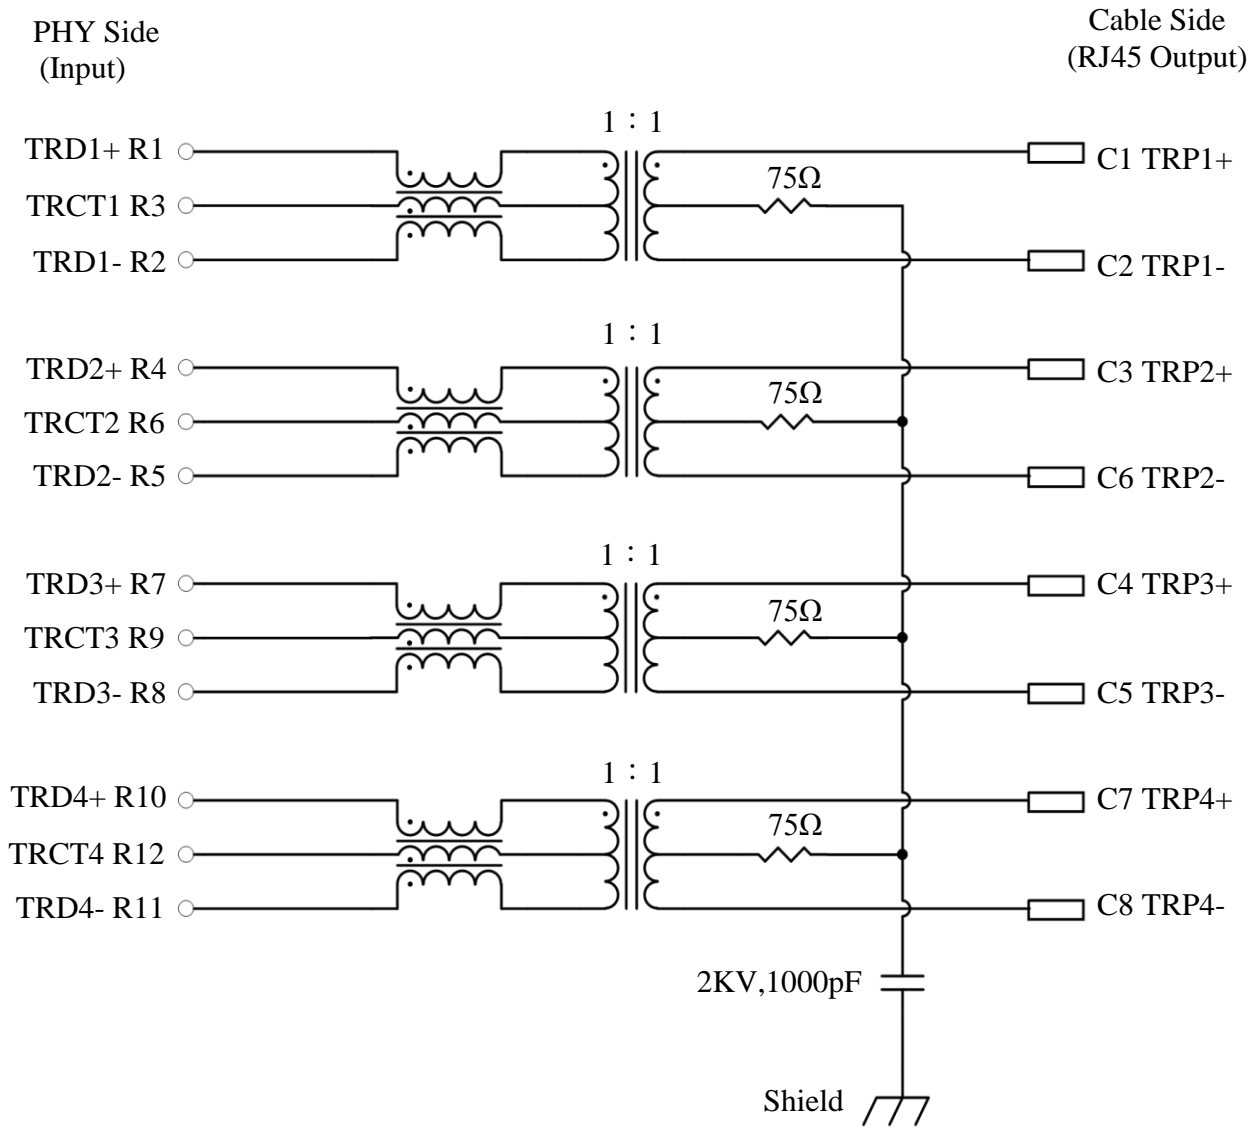 PHY Side
(Input)
Cable Side
(RJ45 Output)
1 : 1
TRD1+ R1
75Ω
C1 TRP1+
TRCT1 R3
TRD1- R2
C2 TRP1-
1 : 1
TRD2+ R4
75Ω
C3 TRP2+
TRCT2 R6
TRD2- R5
C6 TRP2-
1 : 1
TRD3+ R7
75Ω
C4 TRP3+
TRCT3 R9
TRD3- R8
C5 TRP3-
1 : 1
TRD4+ R10
75Ω
C7 TRP4+
TRCT4 R12
TRD4- R11
C8 TRP4-
2KV,1000pF
Shield